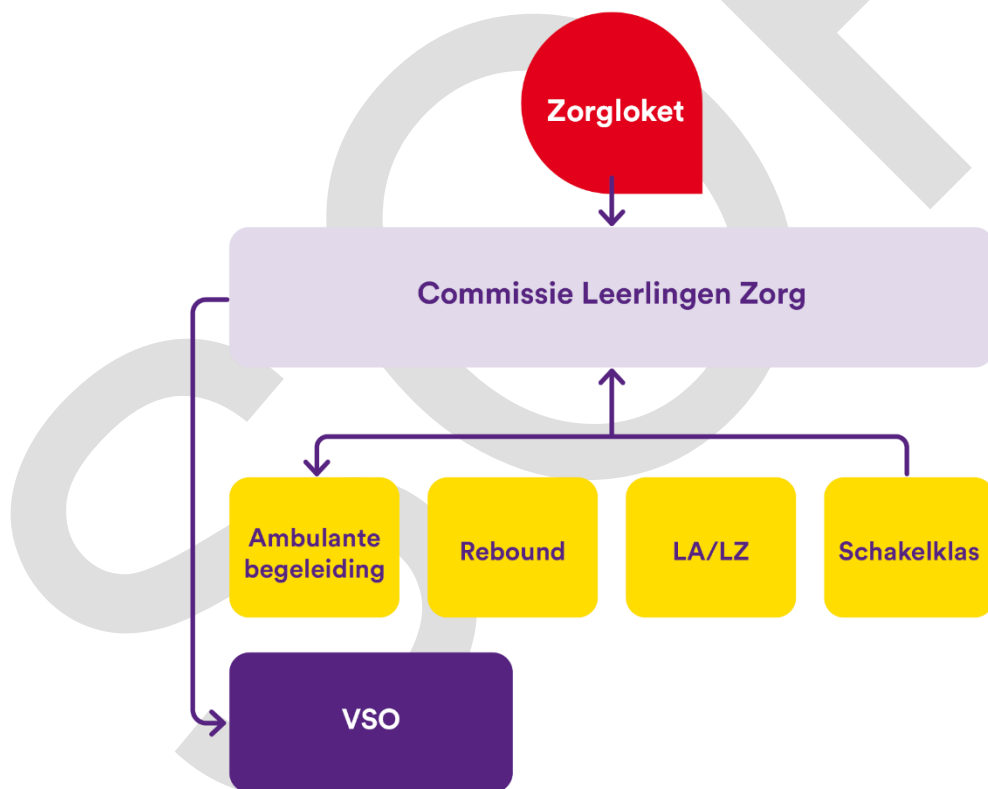 Zorgloket
Commissie Leerlingen Zorg
Ambulante
begeleiding
Rebound
LA/LZ
Schakelklas
VSO